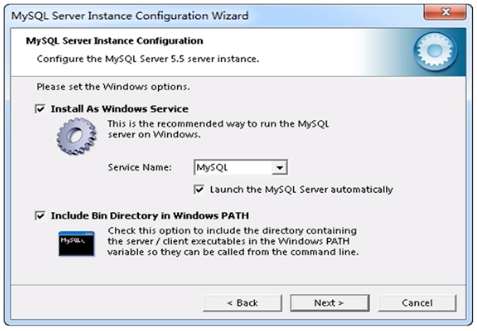 MySQL Server Instance Configuration Wizard
MySQL Server Instance Configuration
Configure the MySQL Server 5.5 server instance.
Please set the Windows options.
Install As Windows Service
This is the recommended way to run the MySQL
server on Windows.
Service Name: MySQL
Launch the MySQL Server automatically
Include Bin Directory in Windows PATH
Check this option to include the directory containing
the server / client executables in the Windows PATH
variable so they can be called from the command line.
MySQL>_
< Back Next > Cancel